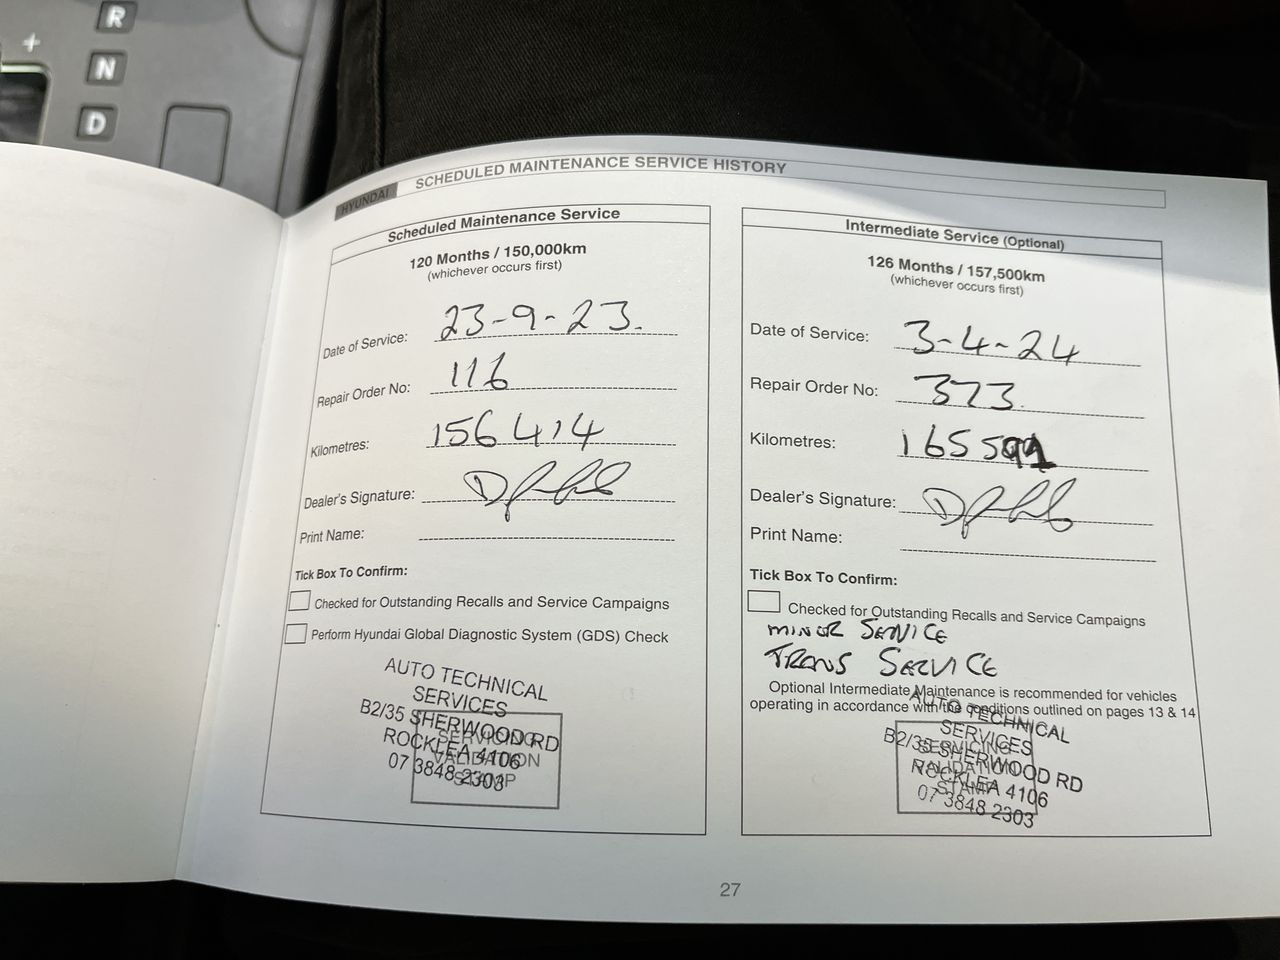 R
+
N
D
HYUNDAI SCHEDULED MAINTENANCE SERVICE HISTORY
Scheduled Maintenance Service
120 Months / 150,000km
(whichever occurs first)
Date of Service: 23-9-23.
Repair Order No: 116
Kilometres: 156414
Dealer's Signature:
Print Name:
Tick Box To Confirm:
Checked for Outstanding Recalls and Service Campaigns
Perform Hyundai Global Diagnostic System (GDS) Check
AUTO TECHNICAL
SERVICES
B2/35 SHERWOOD RD
ROCKLEA 4106
07 3848 2303
SERVICING
VALIDATION
STAMP
Intermediate Service (Optional)
126 Months / 157,500km
(whichever occurs first)
Date of Service: 3-4-24
Repair Order No: 373
Kilometres:
Dealer's Signature:
Print Name:
Tick Box To Confirm:
Checked for Outstanding Recalls and Service Campaigns
MINOR SERVICE
TRANS SERVICE
Optional Intermediate Maintenance is recommended for vehicles
operating in accordance with the conditions outlined on pages 13 & 14
AUTO TECHNICAL
SERVICES
B2/35 SHERWOOD RD
ROCKLEA 4106
07 3848 2303
SERVICING
VALIDATION
STAMP
27